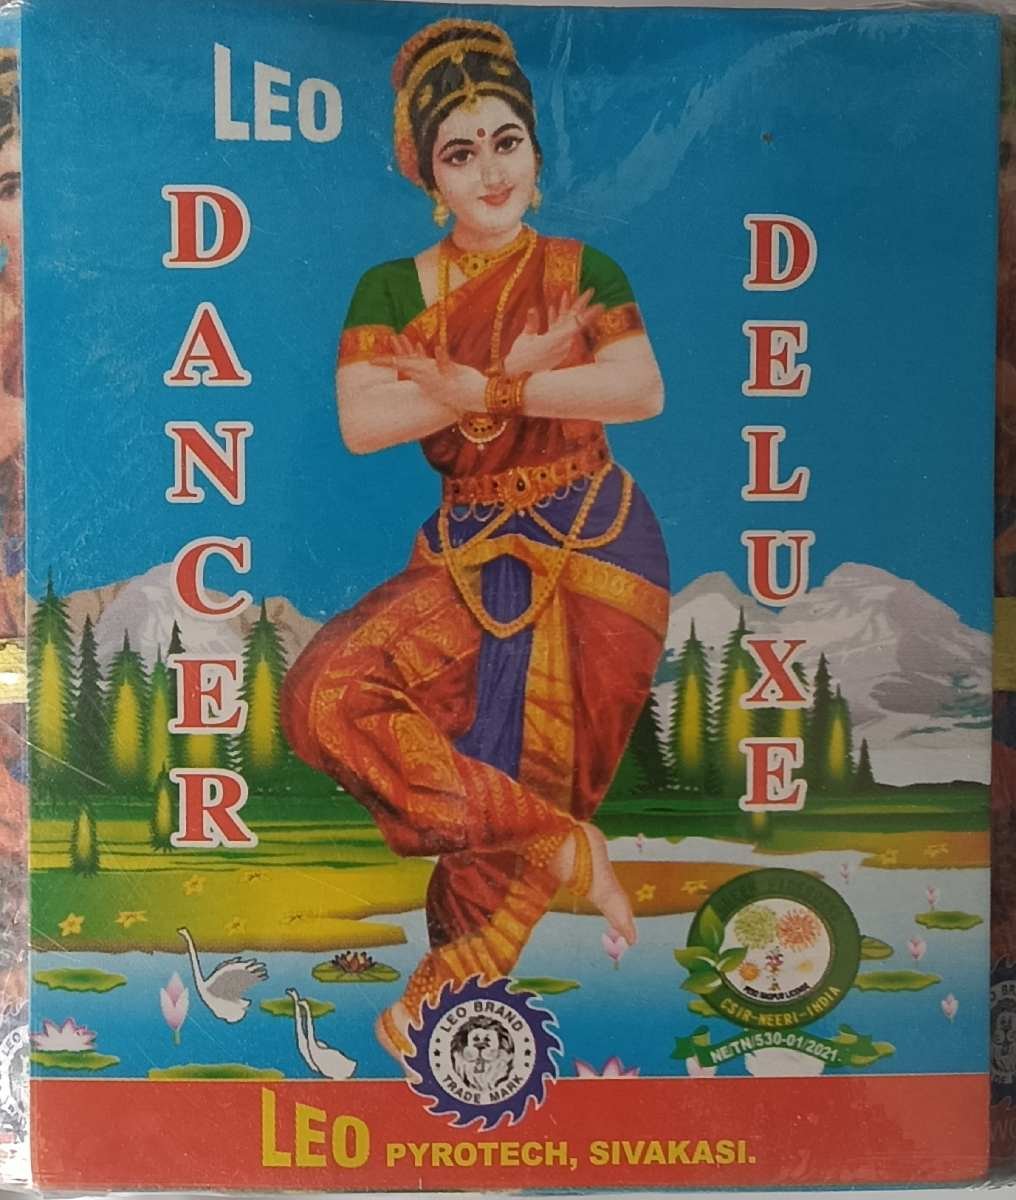 LEO
DANCER
DELUXE
CSIR-NEERI-INDIA
NE/TN/530-01/2021.
LEO BRAND
TRADE MARK
LEO PYROTECH, SIVAKASI.